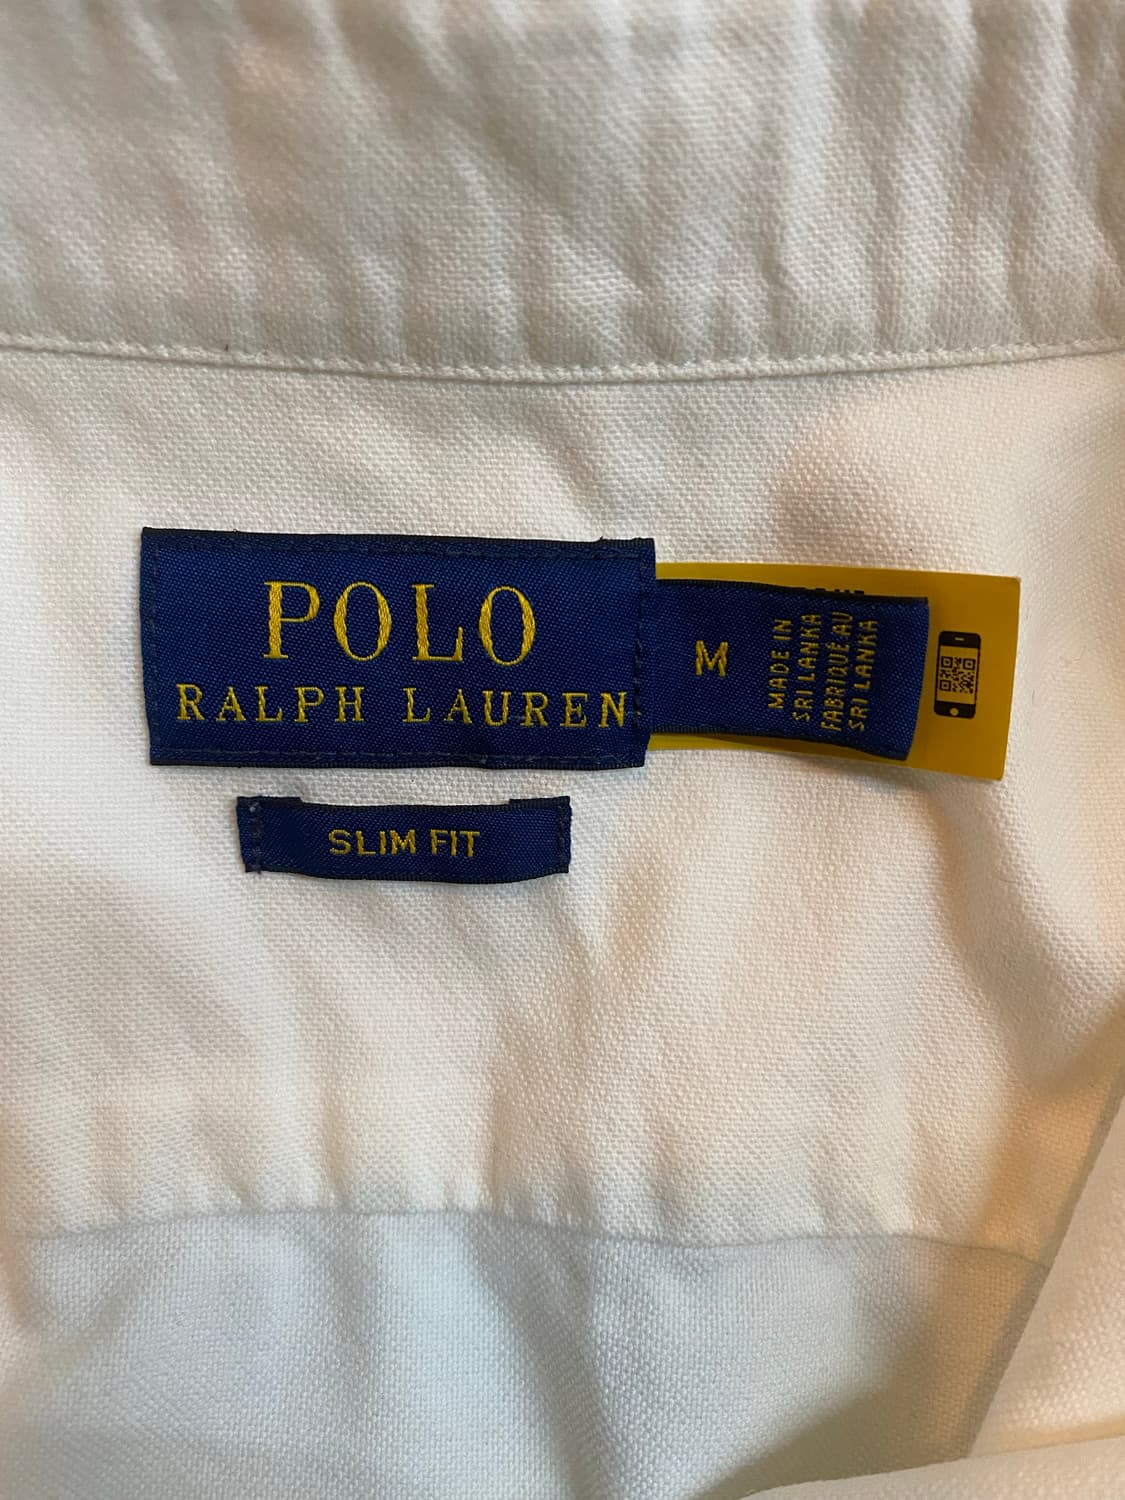 POLO
RALPH LAUREN
M
MADE IN
SRI LANKA
FABRIQUÉ AU
SRI LANKA
SLIM FIT